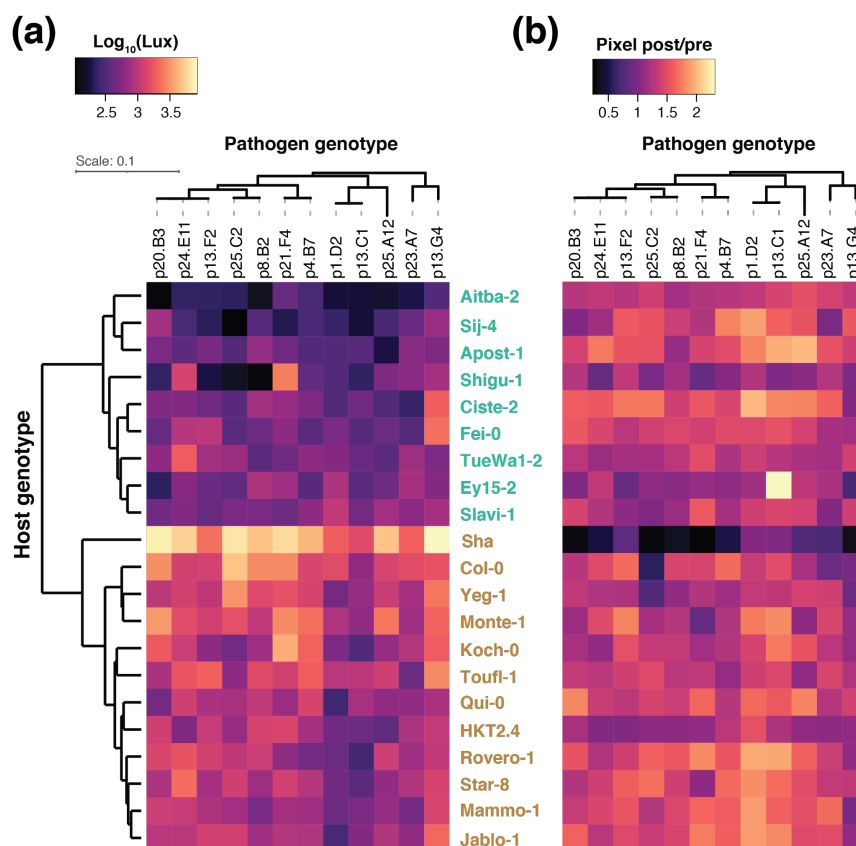 (a)
Log10(Lux)
2.5 3 3.5
Pathogen genotype
Scale: 0.1
p20.B3 p24.E11 p13.F2 p25.C2 p8.B2 p21.F4 p4.B7 p1.D2 p13.C1 p25.A12 p23.A7 p13.G4
Host genotype
Aitba-2
Sij-4
Apost-1
Shigu-1
Ciste-2
Fei-0
TueWa1-2
Ey15-2
Slavi-1
Sha
Col-0
Yeg-1
Monte-1
Koch-0
Toufl-1
Qui-0
HKT2.4
Rovero-1
Star-8
Mammo-1
Jablo-1
(b)
Pixel post/pre
0.5 1 1.5 2
Pathogen genotype
p20.B3 p24.E11 p13.F2 p25.C2 p8.B2 p21.F4 p4.B7 p1.D2 p13.C1 p25.A12 p23.A7 p13.G4